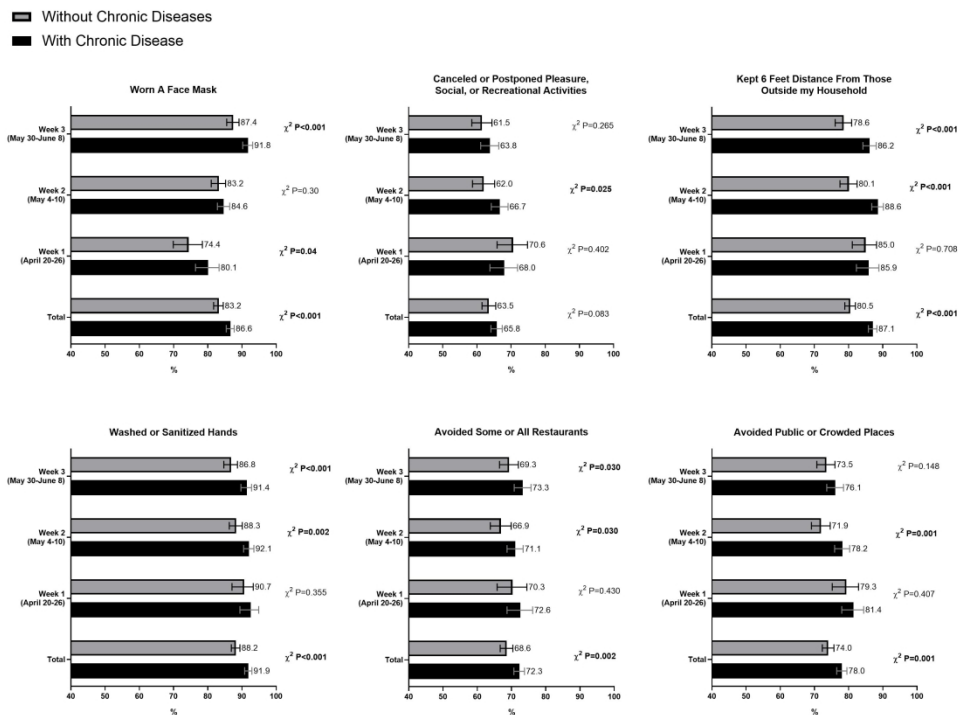 Without Chronic Diseases
With Chronic Disease
Worn A Face Mask
Week 3
(May 30-June 8)
87.4
91.8
χ² P<0.001
Week 2
(May 4-10)
83.2
84.6
χ² P=0.30
Week 1
(April 20-26)
74.4
80.1
χ² P=0.04
Total
83.2
86.6
χ² P<0.001
40 50 60 70 80 90 100
%
Canceled or Postponed Pleasure,
Social, or Recreational Activities
Week 3
(May 30-June 8)
61.5
63.8
χ² P=0.265
Week 2
(May 4-10)
62.0
66.7
χ² P=0.025
Week 1
(April 20-26)
70.6
68.0
χ² P=0.402
Total
63.5
65.8
χ² P=0.083
40 50 60 70 80 90 100
%
Kept 6 Feet Distance From Those
Outside my Household
Week 3
(May 30-June 8)
78.6
86.2
χ² P<0.001
Week 2
(May 4-10)
80.1
88.6
χ² P<0.001
Week 1
(April 20-26)
85.0
85.9
χ² P=0.708
Total
80.5
87.1
χ² P<0.001
40 50 60 70 80 90 100
%
Washed or Sanitized Hands
Week 3
(May 30-June 8)
86.8
91.4
χ² P<0.001
Week 2
(May 4-10)
88.3
92.1
χ² P=0.002
Week 1
(April 20-26)
90.7
χ² P=0.355
Total
88.2
91.9
χ² P<0.001
40 50 60 70 80 90 100
%
Avoided Some or All Restaurants
Week 3
(May 30-June 8)
69.3
73.3
χ² P=0.030
Week 2
(May 4-10)
66.9
71.1
χ² P=0.030
Week 1
(April 20-26)
70.3
72.6
χ² P=0.430
Total
68.6
72.3
χ² P=0.002
40 50 60 70 80 90 100
%
Avoided Public or Crowded Places
Week 3
(May 30-June 8)
73.5
76.1
χ² P=0.148
Week 2
(May 4-10)
71.9
78.2
χ² P=0.001
Week 1
(April 20-26)
79.3
81.4
χ² P=0.407
Total
74.0
78.0
χ² P=0.001
40 50 60 70 80 90 100
%